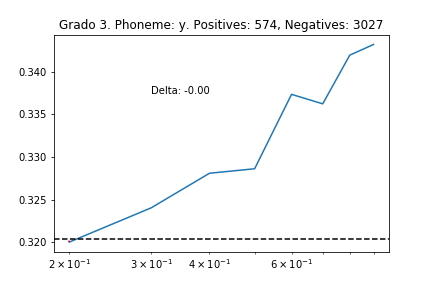 Grado 3. Phoneme: y. Positives: 574, Negatives: 3027
0.340
Delta: -0.00
0.335
0.330
0.325
0.320
2 × 10⁻¹ 3 × 10⁻¹ 4 × 10⁻¹ 6 × 10⁻¹